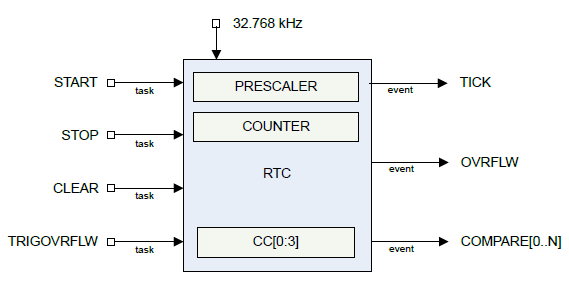 32.768 kHz
START
task
PRESCALER
event
TICK
STOP
task
COUNTER
RTC
event
OVRFLW
CLEAR
task
TRIGOVRFLW
task
CC[0:3]
event
COMPARE[0..N]